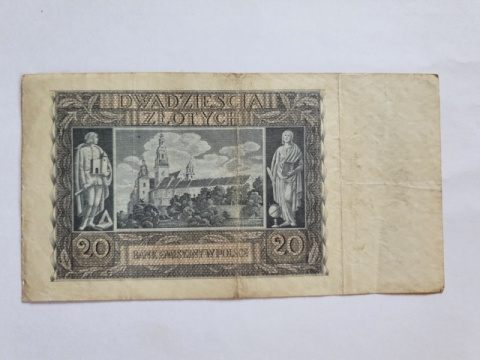 DWADZIEŚCIA
ZŁOTYCH
20 BANK EMISYJNY W POLSCE 20